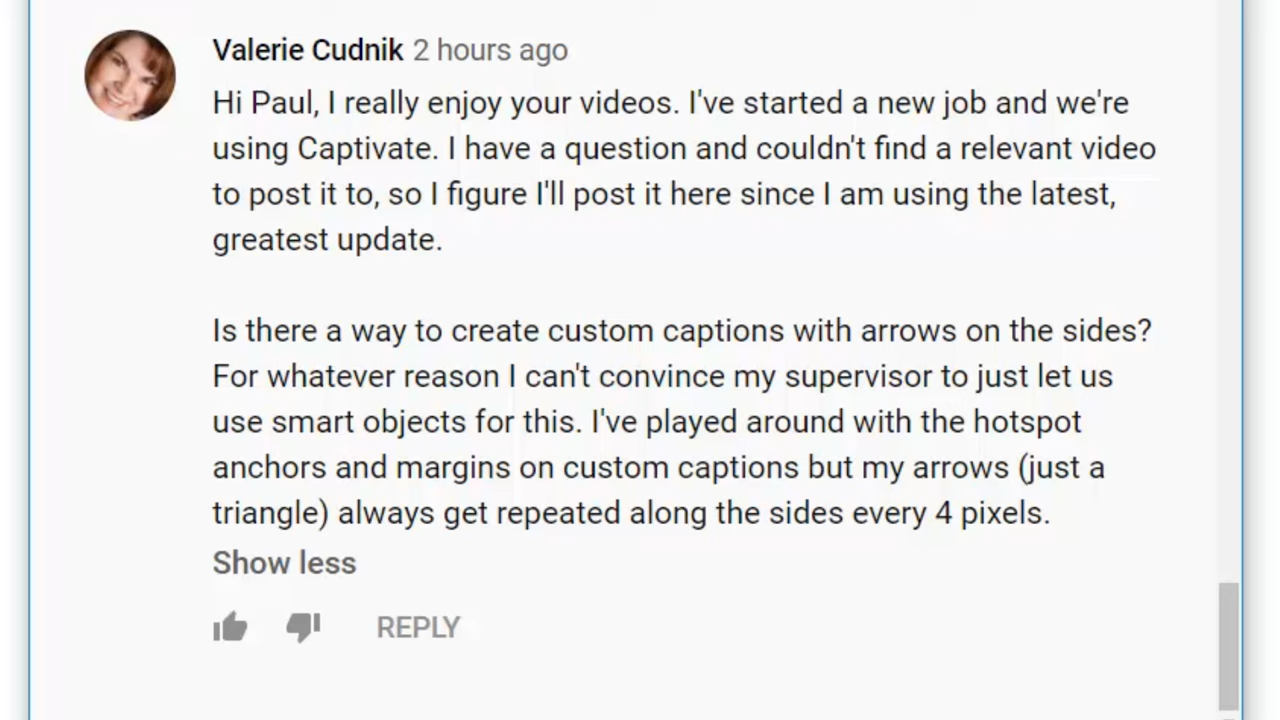 Valerie Cudnik 2 hours ago
Hi Paul, I really enjoy your videos. I've started a new job and we're
using Captivate. I have a question and couldn't find a relevant video
to post it to, so I figure I'll post it here since I am using the latest,
greatest update.
Is there a way to create custom captions with arrows on the sides?
For whatever reason I can't convince my supervisor to just let us
use smart objects for this. I've played around with the hotspot
anchors and margins on custom captions but my arrows (just a
triangle) always get repeated along the sides every 4 pixels.
Show less
REPLY